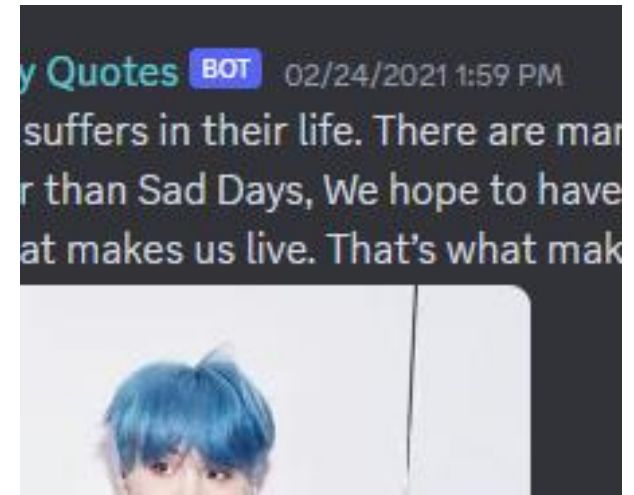 y Quotes BOT 02/24/2021 1:59 PM
suffers in their life. There are mar
r than Sad Days, We hope to have
at makes us live. That's what mak